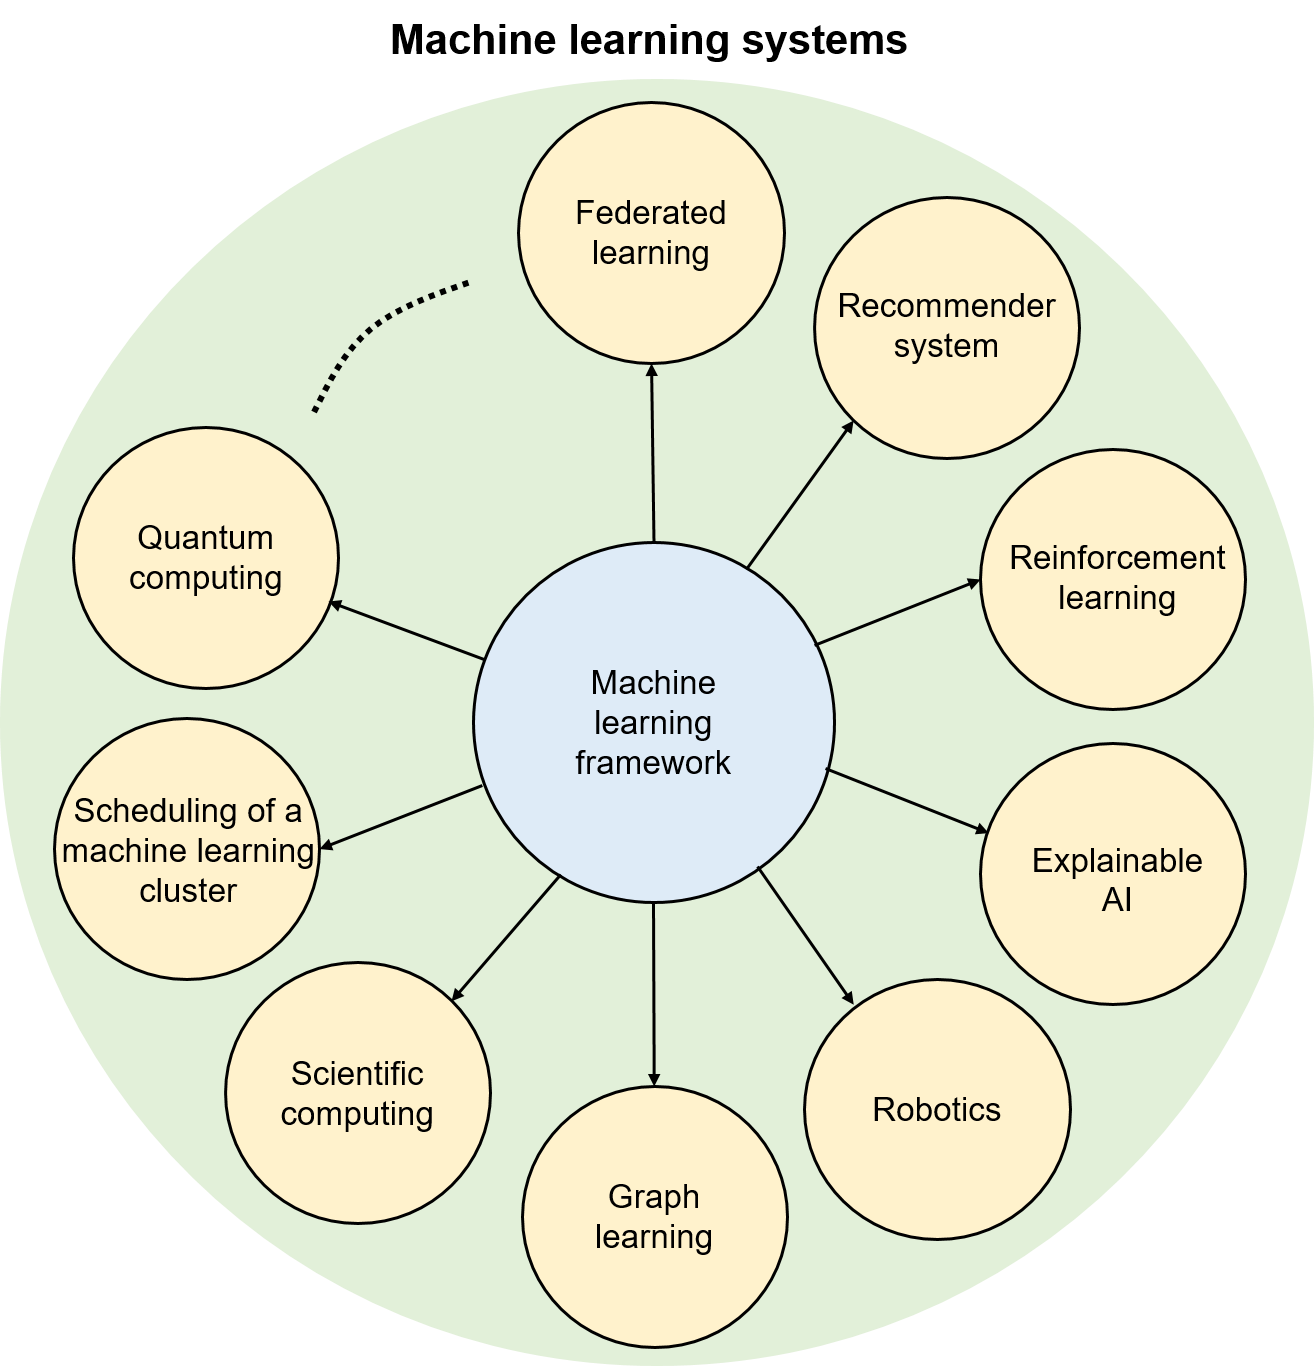 Machine learning systems
Federated
learning
Recommender
system
Reinforcement
learning
Explainable
AI
Robotics
Graph
learning
Scientific
computing
Scheduling of a
machine learning
cluster
Quantum
computing
Machine
learning
framework